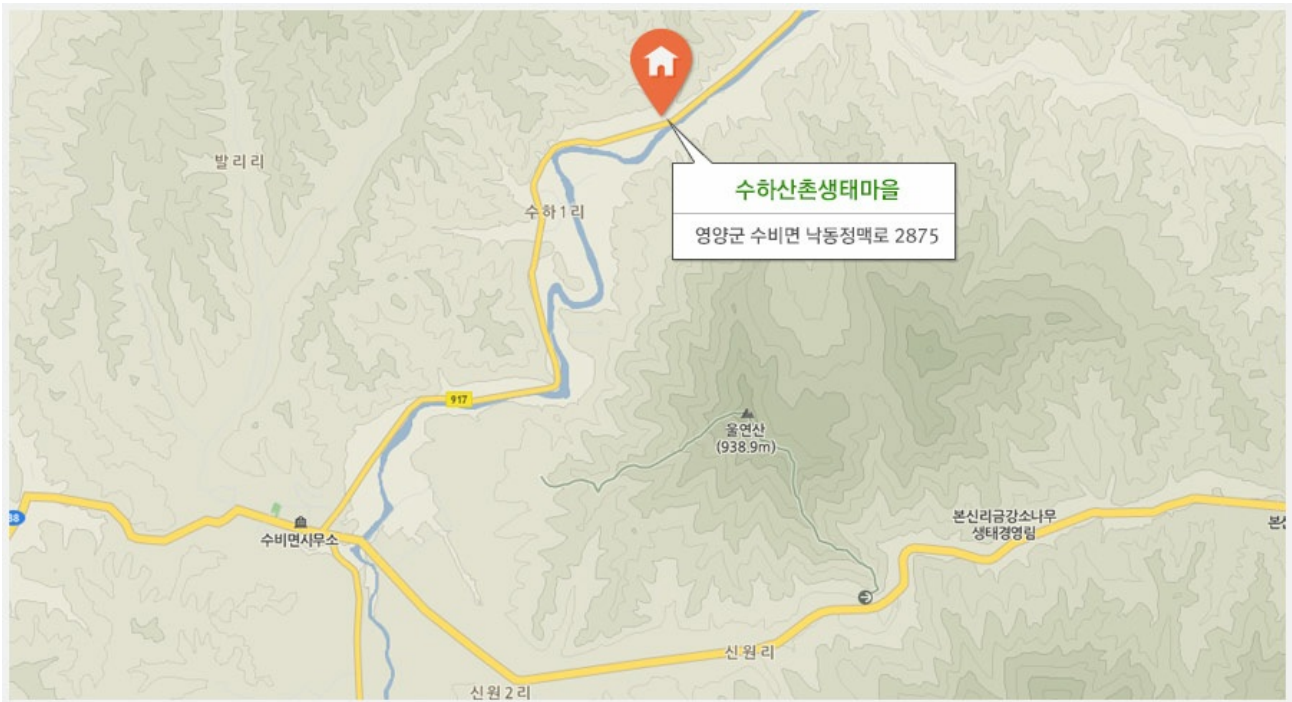 발리리
수하산촌생태마을
수하1리
영양군 수비면 낙동정맥로 2875
917
울연산
(938.9m)
88
본신리금강소나무
생태경영림
수비면사무소
신원리
신원2리